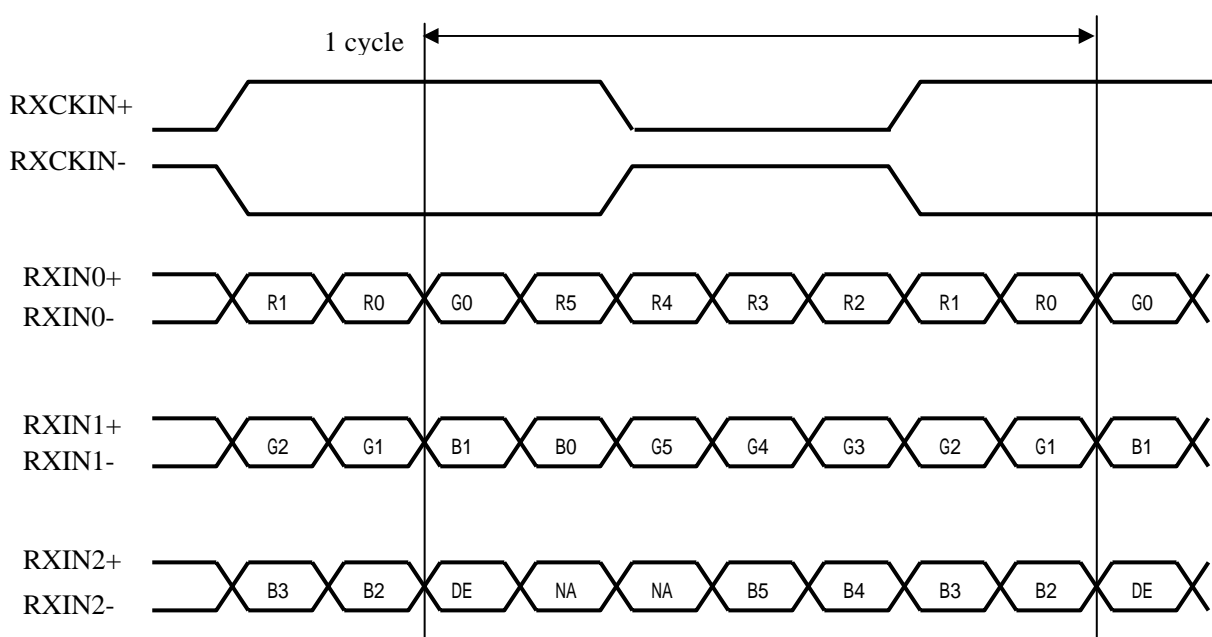 1 cycle
RXCKIN+
RXCKIN-
RXIN0+
RXIN0-
R1 R0 G0 R5 R4 R3 R2 R1 R0 G0
RXIN1+
RXIN1-
G2 G1 B1 B0 G5 G4 G3 G2 G1 B1
RXIN2+
RXIN2-
B3 B2 DE NA NA B5 B4 B3 B2 DE